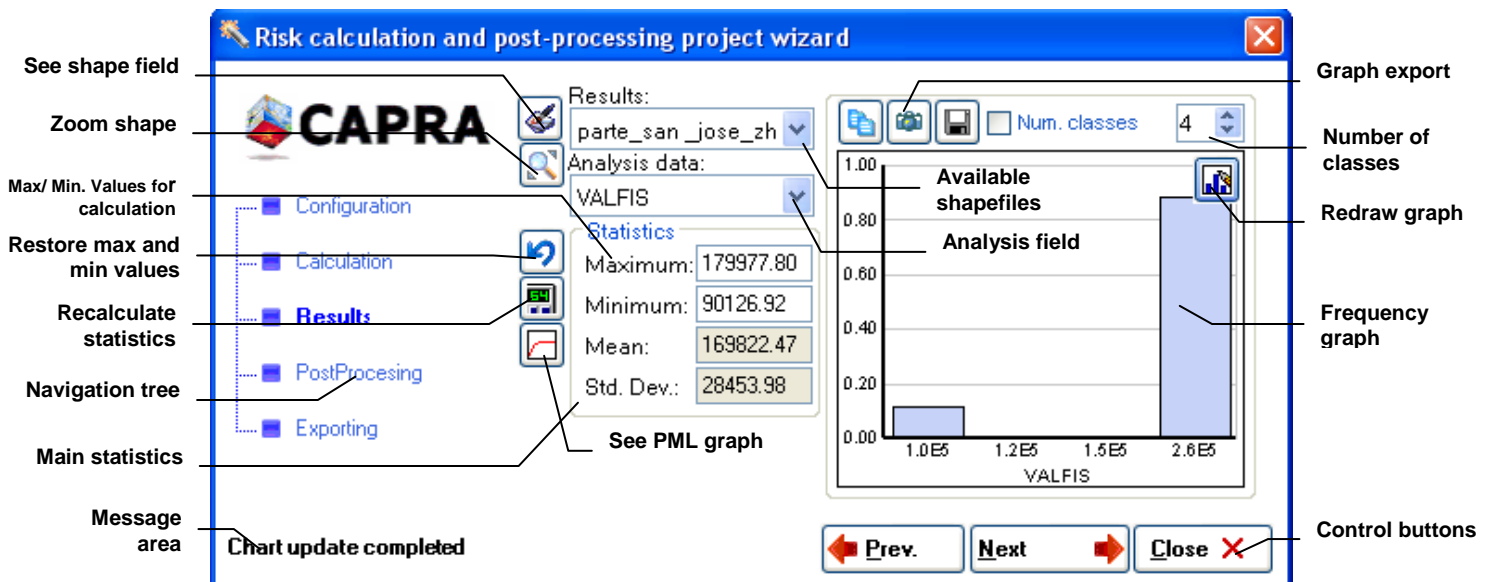 Risk calculation and post-processing project wizard
See shape field
Zoom shape
Max/ Min. Values for
calculation
Restore max and
min values
Recalculate
statistics
Navigation tree
Main statistics
Message
area
CAPRA
Configuration
Calculation
Results
PostProcesing
Exporting
Results:
parte_san _jose_zh
Analysis data:
VALFIS
Statistics
Maximum: 179977.80
Minimum: 90126.92
Mean: 169822.47
Std. Dev.: 28453.98
See PML graph
Available
shapefiles
Analysis field
Num. classes 4
1.00
0.80
0.60
0.40
0.20
0.00
1.0E5 1.2E5 1.5E5 2.6E5
VALFIS
Graph export
Number of
classes
Redraw graph
Frequency
graph
Control buttons
Chart update completed
Prev. Next Close